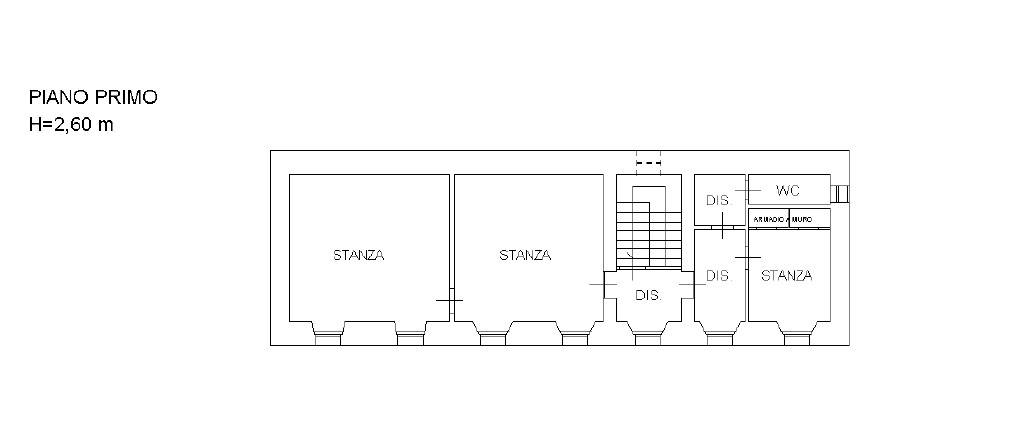 PIANO PRIMO
H=2,60 m
WC
DIS.
ARMADIO A MURO
STANZA
STANZA
DIS.
STANZA
DIS.